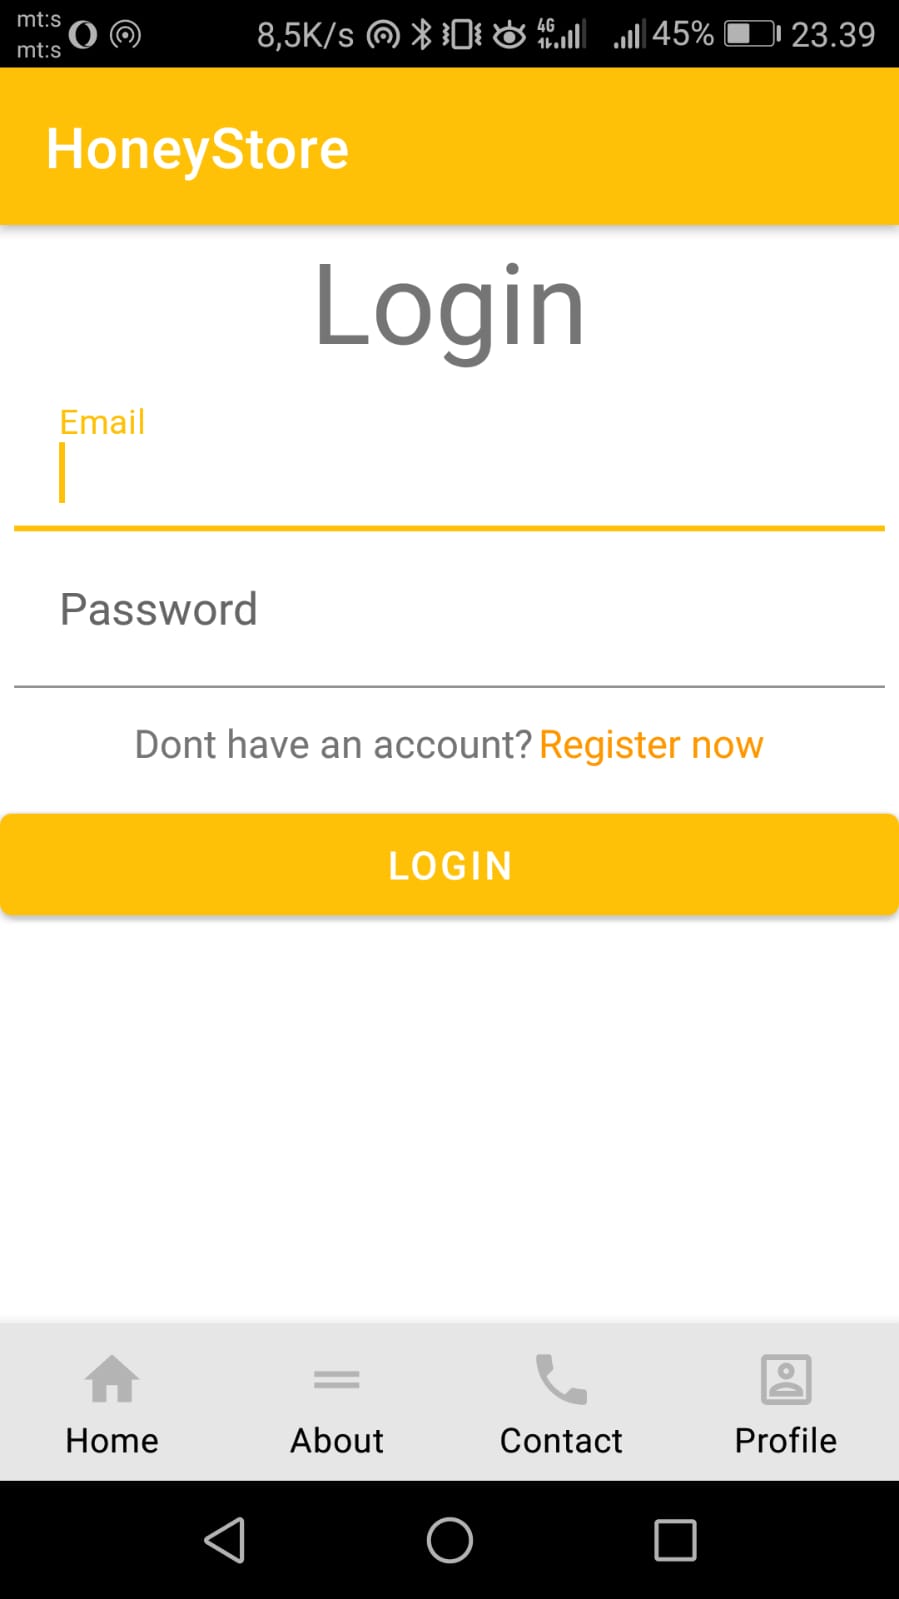 mt:s
mt:s
8,5K/s 4G 45% 23.39
HoneyStore
Login
Email
Password
Dont have an account? Register now
LOGIN
Home About Contact Profile